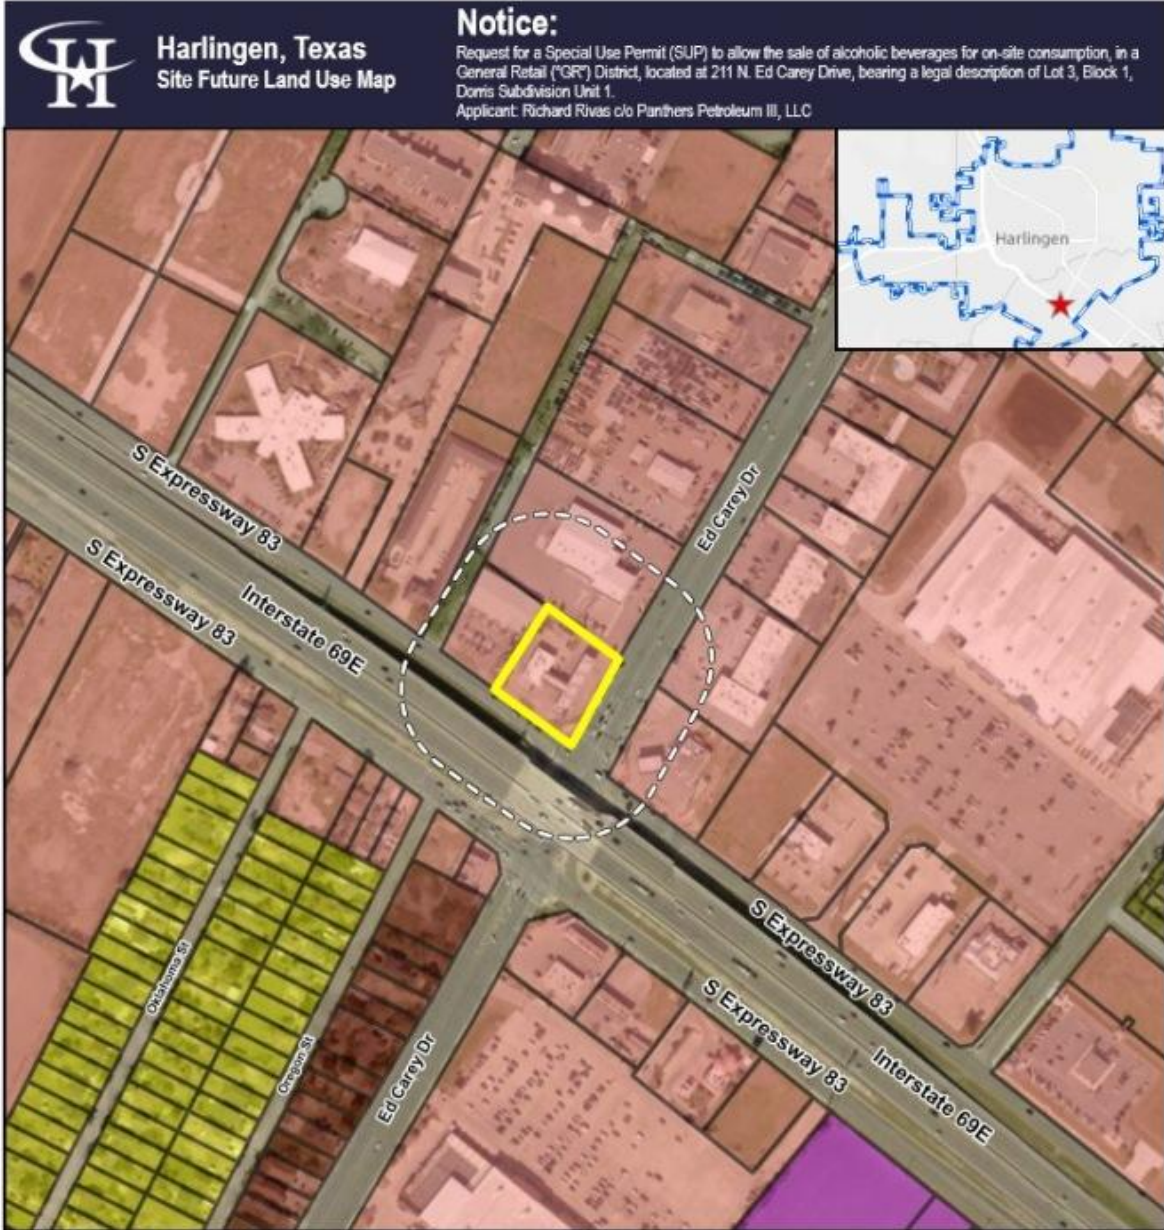 Harlingen, Texas
Site Future Land Use Map
Notice:
Request for a Special Use Permit (SUP) to allow the sale of alcoholic beverages for on-site consumption, in a
General Retail ("GR") District, located at 211 N. Ed Carey Drive, bearing a legal description of Lot 3, Block 1,
Dorris Subdivision Unit 1.
Applicant: Richard Rivas c/o Panthers Petroleum III, LLC
Harlingen
S Expressway 83
S Expressway 83
Interstate 69E
Ed Carey Dr
Oklahoma St
Oregon St
Ed Carey Dr
S Expressway 83
S Expressway 83
Interstate 69E